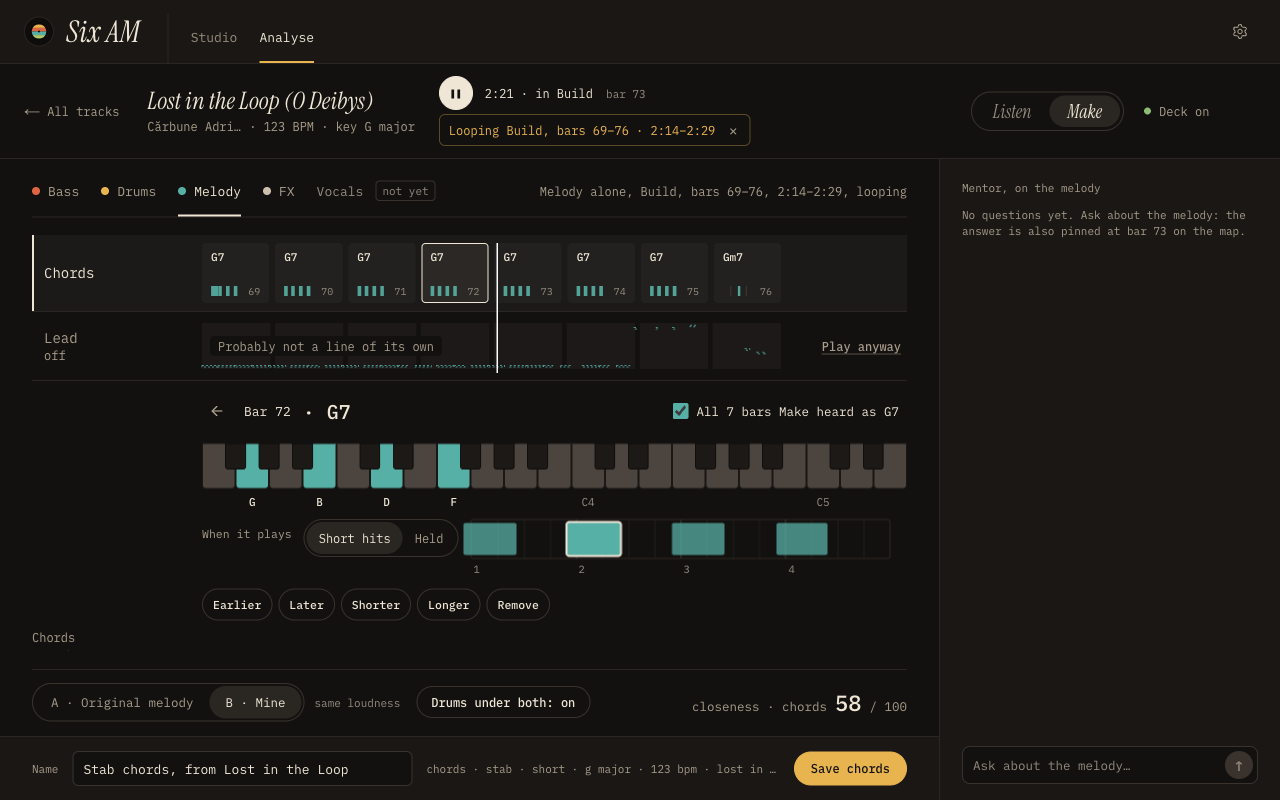 Six AM
Studio
Analyse
← All tracks
Lost in the Loop (O Deibys)
Cărbune Adri… · 123 BPM · key G major
2:21 · in Build bar 73
Looping Build, bars 69–76 · 2:14–2:29 ×
Listen
Make
Deck on
Bass
Drums
Melody
FX
Vocals
not yet
Melody alone, Build, bars 69–76, 2:14–2:29, looping
Chords
G7 69
G7 70
G7 71
G7 72
G7 73
G7 74
G7 75
Gm7 76
Lead
off
Probably not a line of its own
Play anyway
← Bar 72 • G7
All 7 bars Make heard as G7
G B D F C4 C5
When it plays
Short hits
Held
1 2 3 4
Earlier
Later
Shorter
Longer
Remove
Chords
A · Original melody
B · Mine
same loudness
Drums under both: on
closeness · chords 58 / 100
Name
Stab chords, from Lost in the Loop
chords · stab · short · g major · 123 bpm · lost in …
Save chords
Mentor, on the melody
No questions yet. Ask about the melody: the
answer is also pinned at bar 73 on the map.
Ask about the melody…
↑